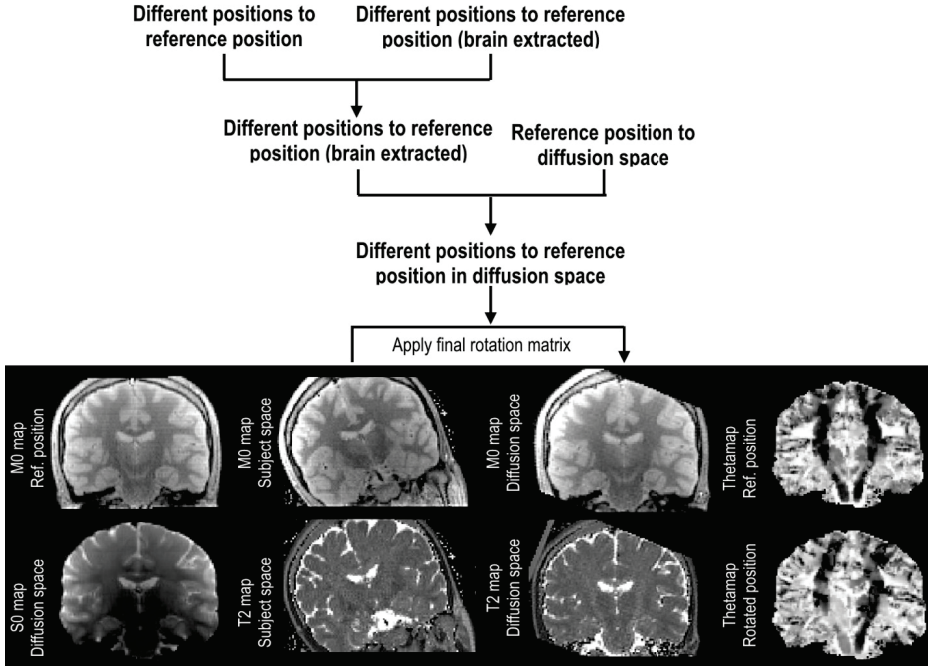 Different positions to
reference position
Different positions to reference
position (brain extracted)
Different positions to reference
position (brain extracted)
Reference position to
diffusion space
Different positions to reference
position in diffusion space
Apply final rotation matrix
M0 map
Ref. position
M0 map
Subject space
M0 map
Diffusion space
Thetamap
Ref. position
S0 map
Diffusion space
T2 map
Subject space
T2 map
Diffusion space
Thetamap
Rotated position